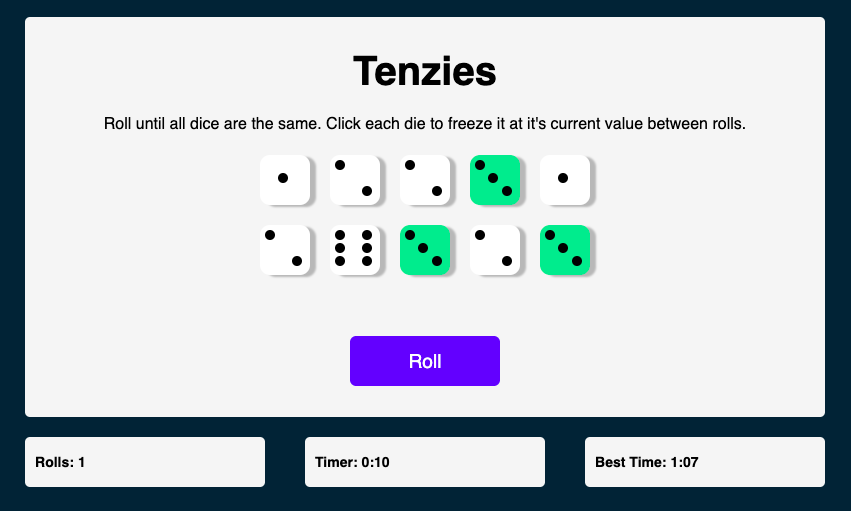 Tenzies
Roll until all dice are the same. Click each die to freeze it at it's current value between rolls.
Roll
Rolls: 1
Timer: 0:10
Best Time: 1:07